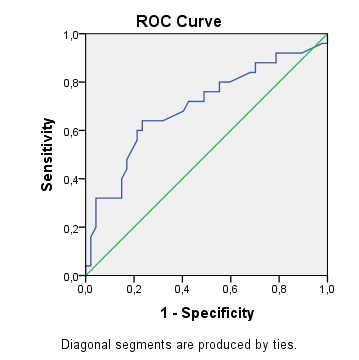 ROC Curve
Sensitivity
1,0
0,8
0,6
0,4
0,2
0,0
0,0 0,2 0,4 0,6 0,8 1,0
1 - Specificity
Diagonal segments are produced by ties.